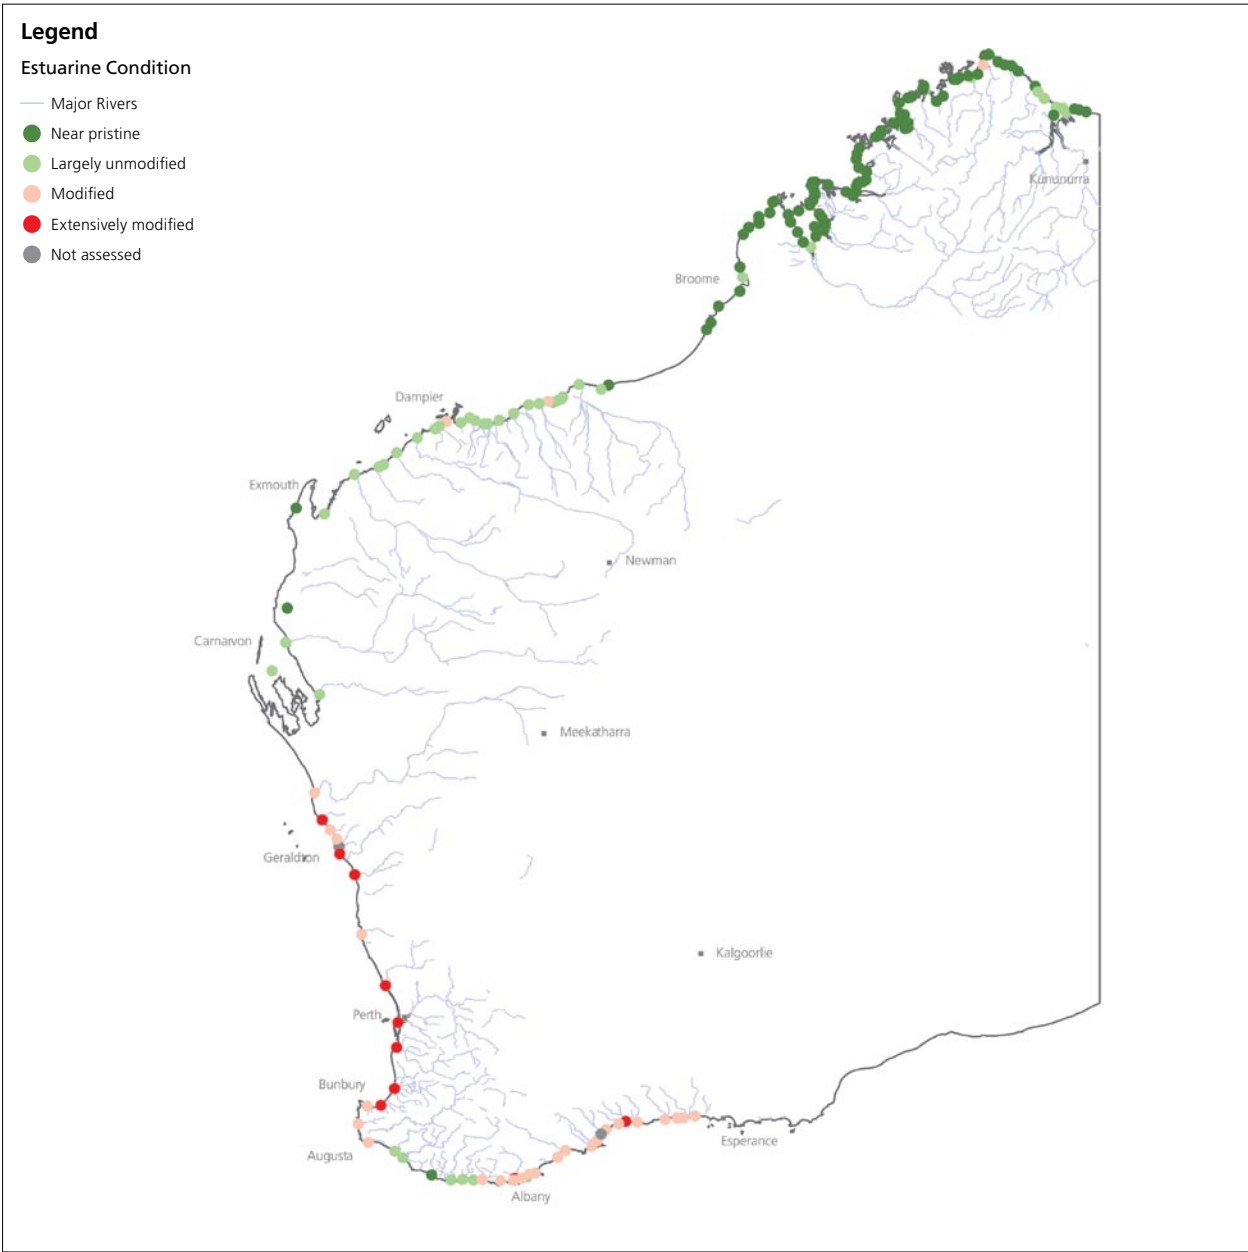 Legend
Estuarine Condition
Major Rivers
Near pristine
Largely unmodified
Modified
Extensively modified
Not assessed
Kununurra
Broome
Dampier
Exmouth
Newman
Carnarvon
Meekatharra
Geraldton
Kalgoorlie
Perth
Bunbury
Esperance
Augusta
Albany